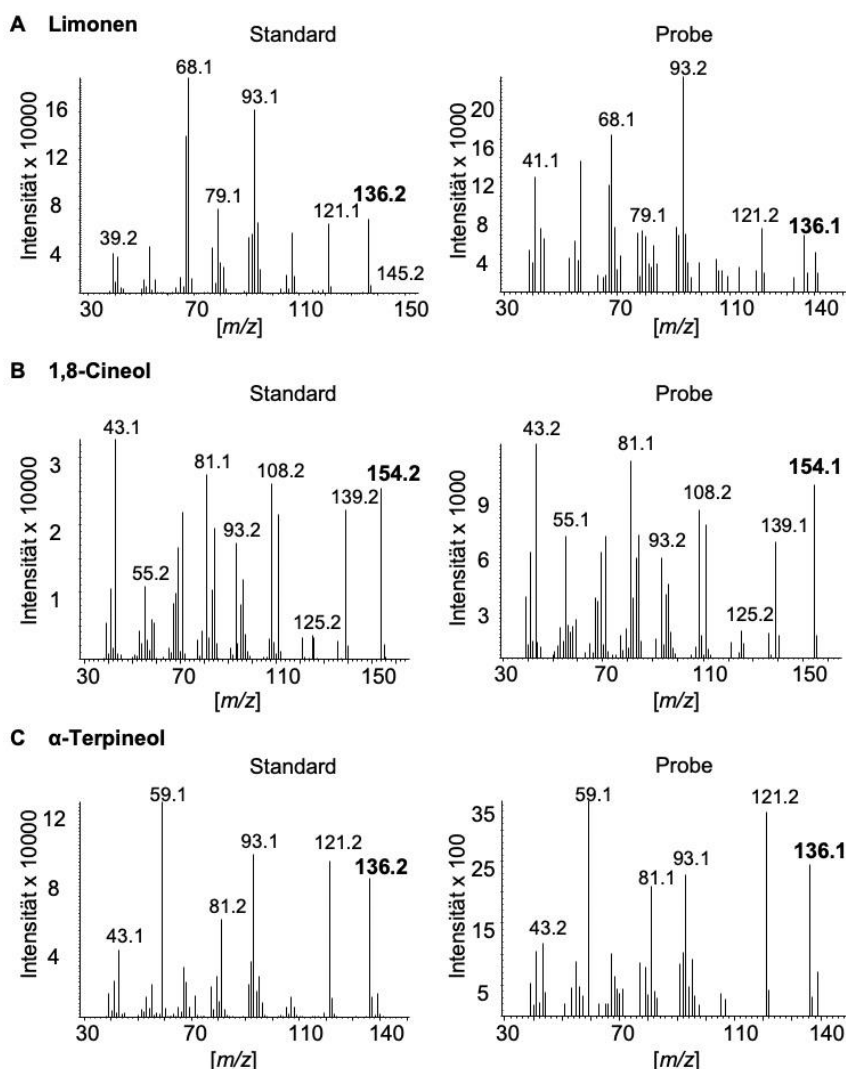 A Limonen
Standard
Probe
Intensität x 10000
16
12
8
4
39.2
68.1
79.1
93.1
121.1
136.2
145.2
30 70 110 150
[m/z]
Intensität x 1000
20
16
12
8
4
41.1
68.1
79.1
93.2
121.2
136.1
30 70 110 140
[m/z]
B 1,8-Cineol
Standard
Probe
Intensität x 10000
3
2
1
43.1
55.2
81.1
93.2
108.2
125.2
139.2
154.2
30 70 110 150
[m/z]
Intensität x 1000
9
6
3
43.2
55.1
81.1
93.2
108.2
125.2
139.1
154.1
30 70 110 150
[m/z]
C α-Terpineol
Standard
Probe
Intensität x 10000
12
8
4
43.1
59.1
81.2
93.1
121.2
136.2
30 70 110 150
[m/z]
Intensität x 100
35
25
15
5
43.2
59.1
81.1
93.1
121.2
136.1
30 70 110 140
[m/z]